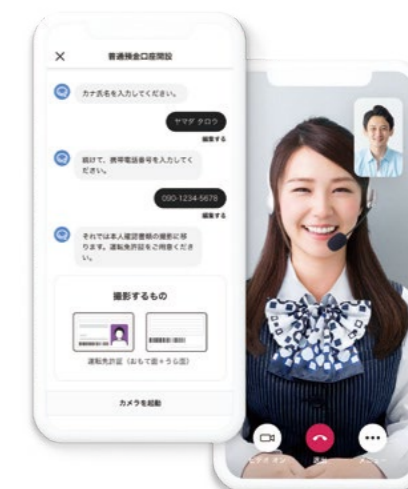 普通預金口座開設
カナ氏名を入力してください。
ヤマダ タロウ
編集する
続けて、携帯電話番号を入力してく
ださい。
090-1234-5678
編集する
それでは本人確認書類の撮影に移
ります。運転免許証をご用意くださ
い。
撮影するもの
運転免許証（おもて面+うら面）
カメラを起動